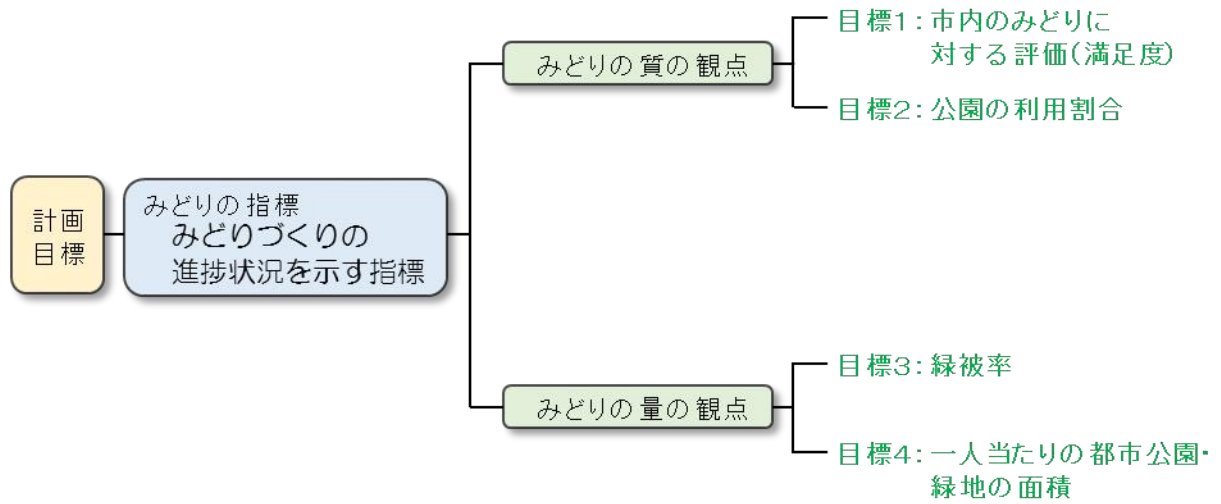 計画
目標
みどりの指標
みどりづくりの
進捗状況を示す指標
みどりの質の観点
目標1：市内のみどりに
対する評価(満足度)
目標2：公園の利用割合
みどりの量の観点
目標3：緑被率
目標4：一人当たりの都市公園・
緑地の面積